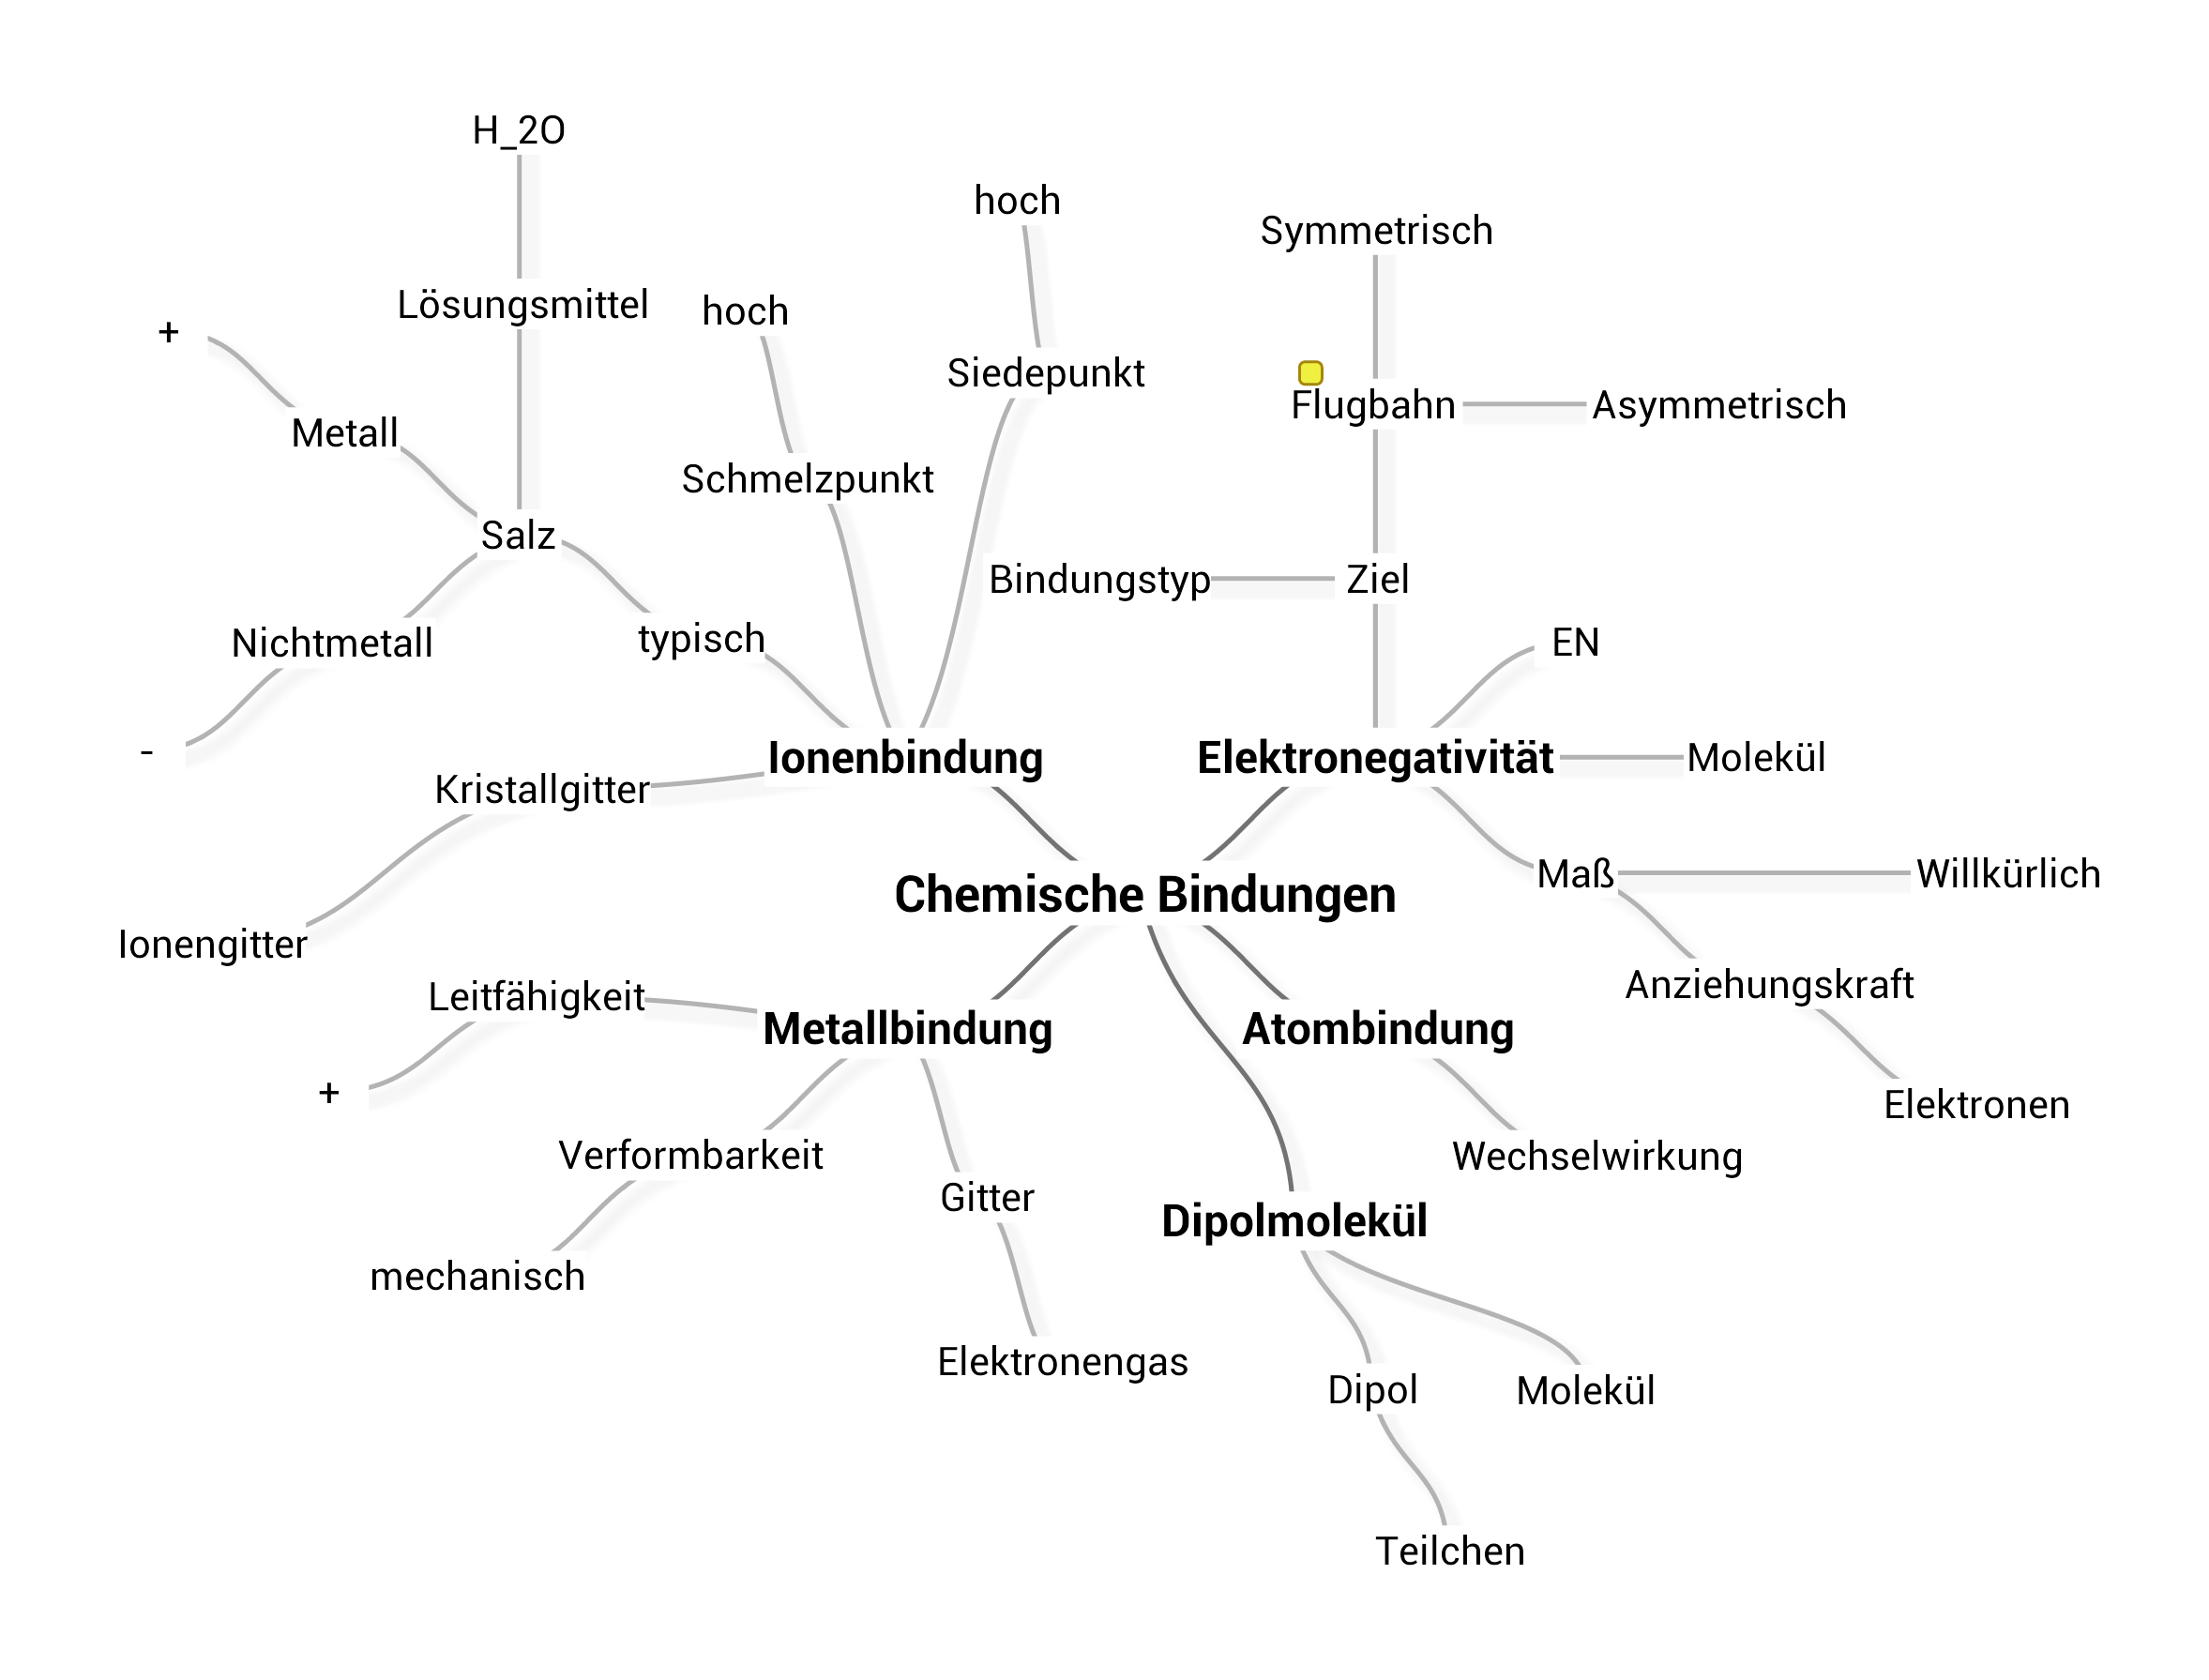 H_2O
hoch
Symmetrisch
Lösungsmittel
hoch
+
Siedepunkt
Flugbahn
Asymmetrisch
Metall
Schmelzpunkt
Salz
Bindungstyp
Ziel
Nichtmetall
typisch
EN
-
Ionenbindung
Elektronegativität
Molekül
Kristallgitter
Maß
Willkürlich
Chemische Bindungen
Ionengitter
Leitfähigkeit
Anziehungskraft
Metallbindung
Atombindung
+
Elektronen
Verformbarkeit
Wechselwirkung
Gitter
Dipolmolekül
mechanisch
Elektronengas
Dipol
Molekül
Teilchen